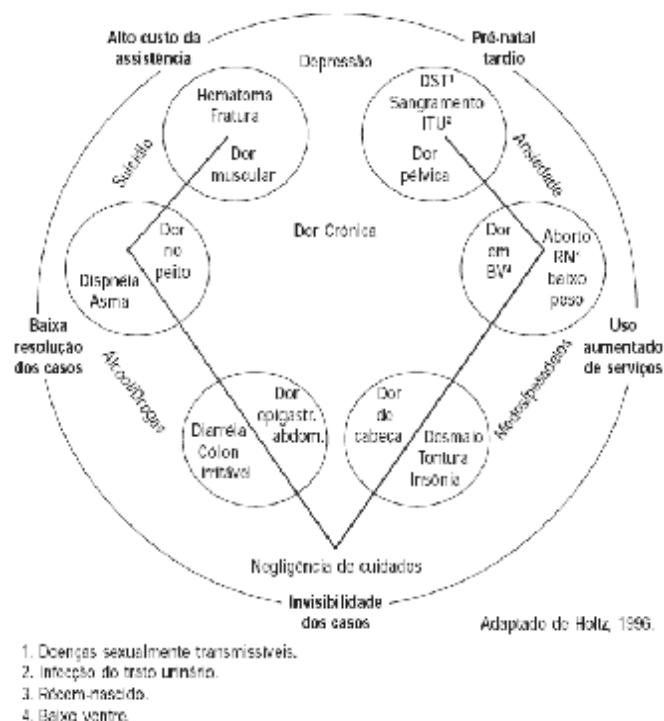 Alto custo da
assistência
Pré-natal
tardio
Depressão
Hematoma
Fratura
Dor
muscular
DST¹
Sangramento
ITU²
Dor
pélvica
Suicídio
Ansiedade
Dor Crônica
Dor
no
peito
Dispnéia
Asma
Dor
em
BV⁴
Aborto
RN³
baixo
peso
Baixa
resolução
dos casos
Uso
aumentado
de serviços
Álcool/Drogas
Medos/pesadelos
Dor
epigastr.
abdom.
Diarréia
Cólon
irritável
Dor
de
cabeça
Desmaio
Tontura
Insônia
Negligência de cuidados
Invisibilidade
dos casos
Adaptado de Holtz, 1996.
1. Doenças sexualmente transmissíveis.
2. Infecção do trato urinário.
3. Récem-nascido.
4. Baixo ventre.